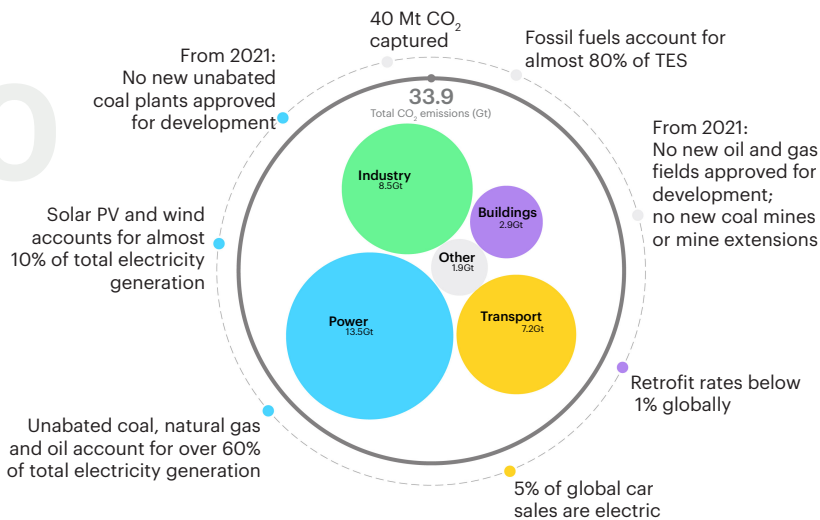 40 Mt CO2
captured
Fossil fuels account for
almost 80% of TES
From 2021:
No new unabated
coal plants approved
for development
33.9
Total CO2 emissions (Gt)
From 2021:
No new oil and gas
fields approved for
development;
no new coal mines
or mine extensions
Industry
8.5Gt
Buildings
2.9Gt
Solar PV and wind
accounts for almost
10% of total electricity
generation
Other
1.9Gt
Power
13.5Gt
Transport
7.2Gt
Retrofit rates below
1% globally
Unabated coal, natural gas
and oil account for over 60%
of total electricity generation
5% of global car
sales are electric